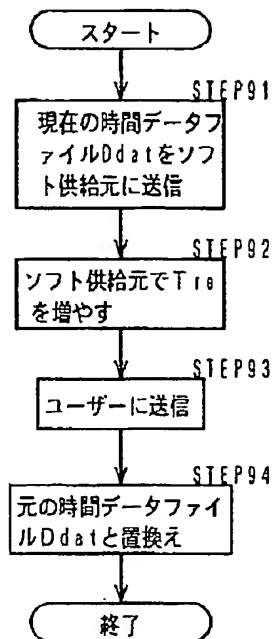 スタート
STEP91
現在の時間データフ
ァイルDdatをソフ
ト供給元に送信
STEP92
ソフト供給元でTre
を増やす
STEP93
ユーザーに送信
STEP94
元の時間データファイ
ルDdatと置換え
終了